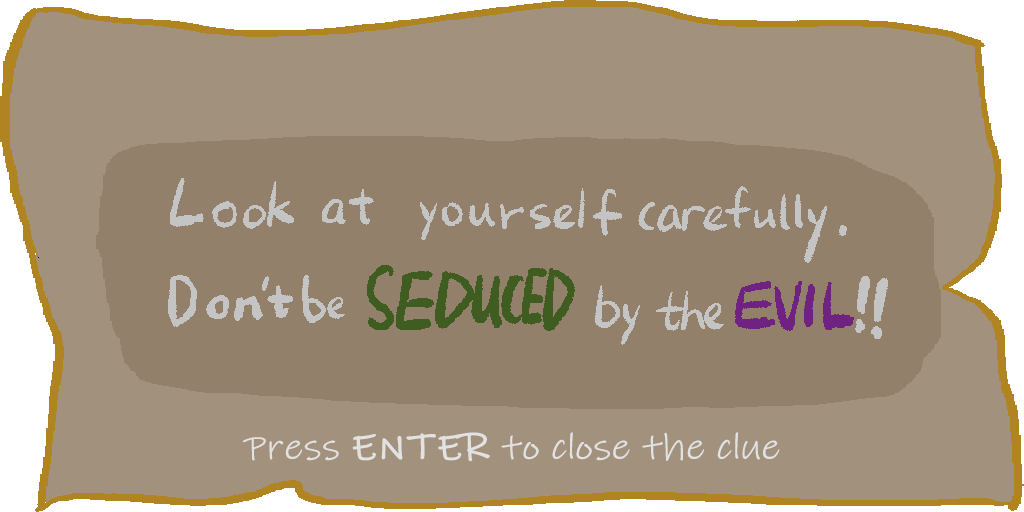 Look at yourself carefully.
Don't be SEDUCED by the EVIL!!
Press ENTER to close the clue